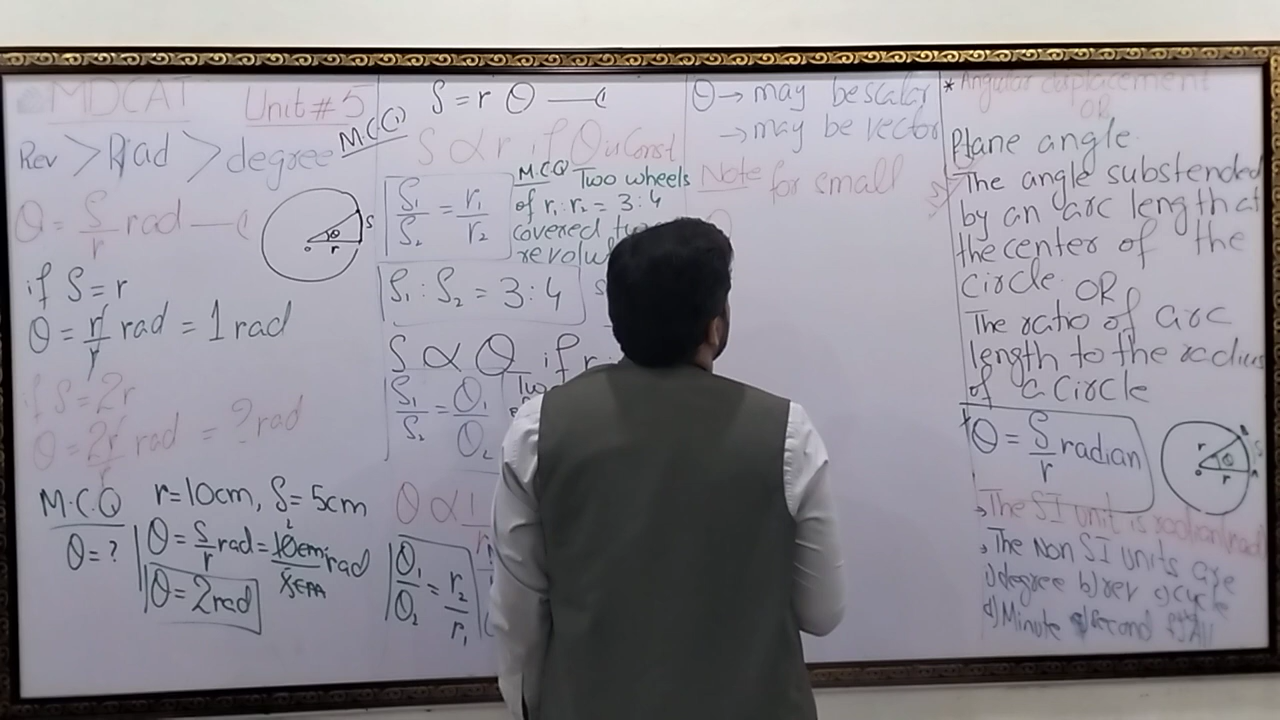 MDCAT Unit # 5
Rev > Rad > degree
θ = S/r rad
if S = r
θ = r/r rad = 1 rad
if S = 2r
θ = 2r/r rad = ? rad
M.C.Q r = 10cm, S = 5cm
θ = ?
θ = S/r rad = 10cm/5cm rad
θ = 2 rad
S
θ
r
M.C.Q
S = r θ
S ∝ r if θ is Const
S₁/S₂ = r₁/r₂
M.C.Q Two wheels
of r₁ : r₂ = 3 : 4
covered
S₁ : S₂ = 3 : 4
S ∝ θ if r
S₁/S₂ = θ₁/θ₂
θ ∝ 1/r
θ₁/θ₂ = r₂/r₁
θ → may be scalar
→ may be vector
Note for small
* Angular displacement
OR
Plane angle
The angle substended
by an arc length at
the center of the
circle OR
The ratio of arc
length to the radius
of a circle
θ = S/r radian
r
θ
r
S
The SI unit is radian(rad)
The Non SI units are
a) degree b) rev c) cycle
d) Minute e) Second f) All